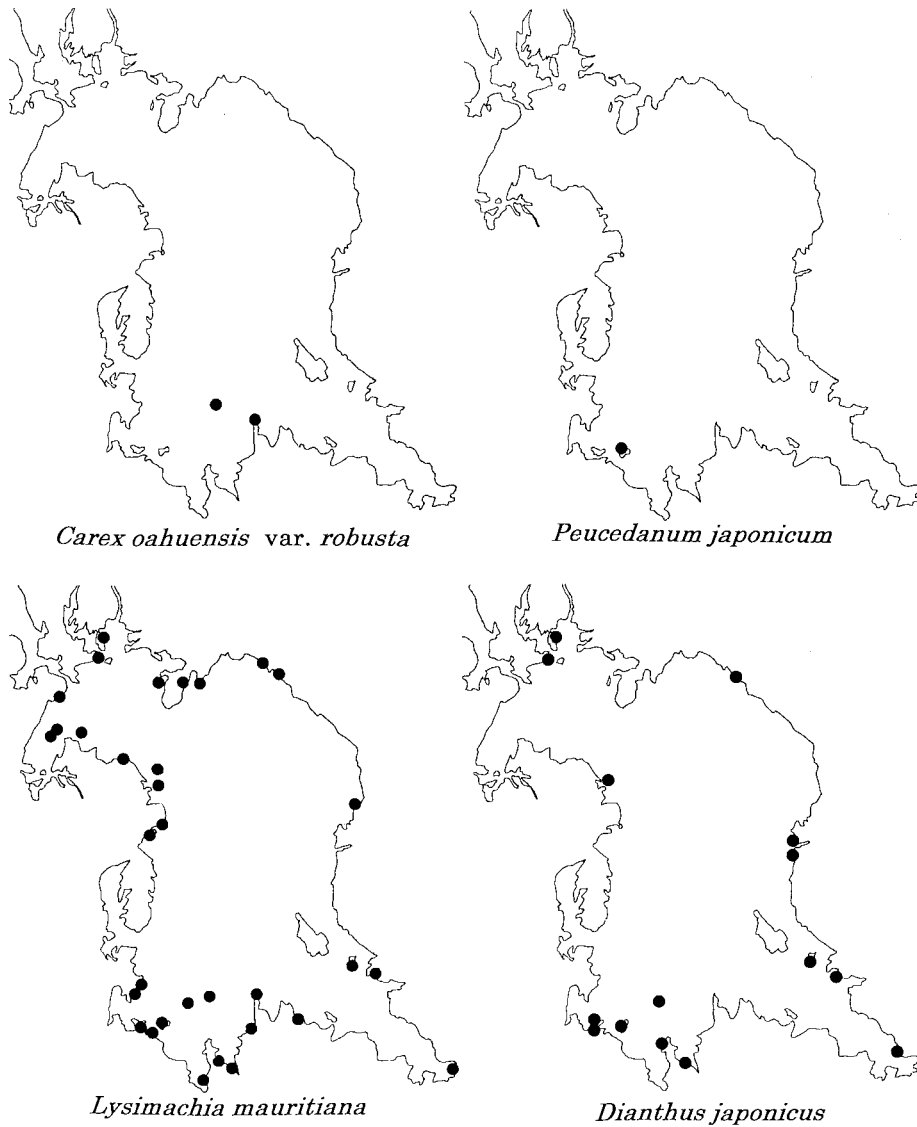 Carex oahuensis var. robusta
Peucedanum japonicum
Lysimachia mauritiana
Dianthus japonicus